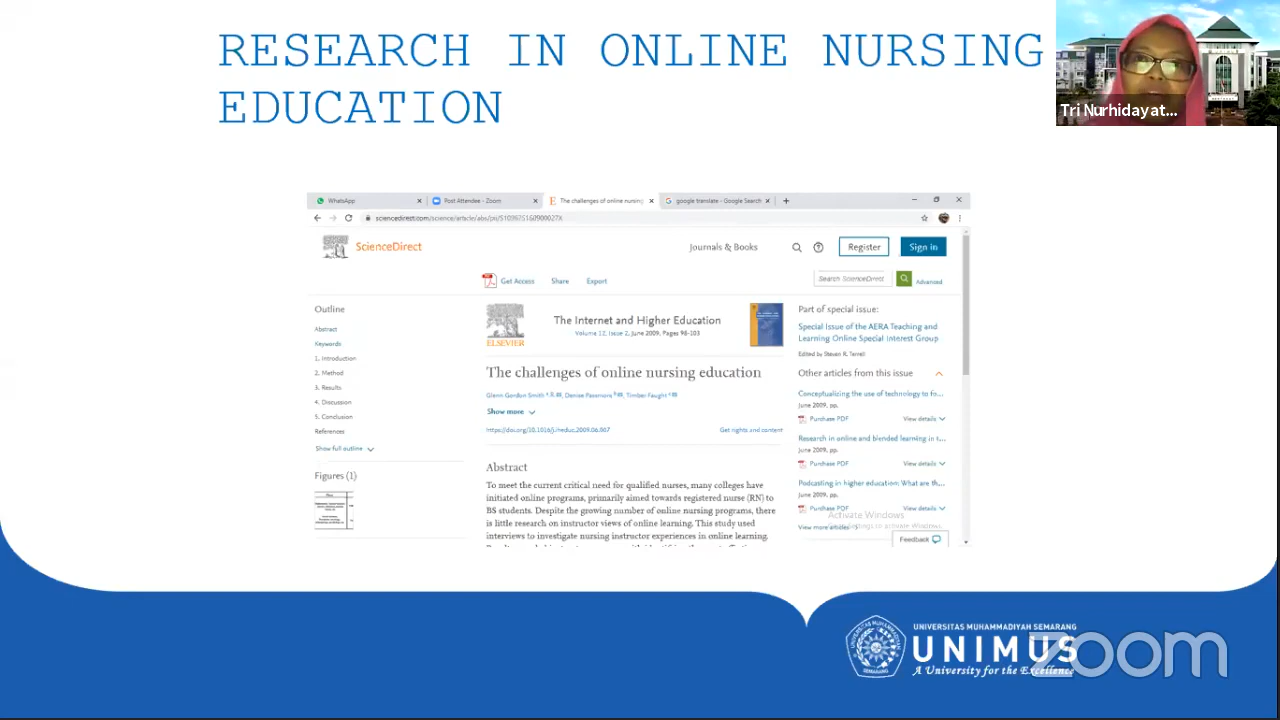 RESEARCH IN ONLINE NURSING
EDUCATION
Tri Nurhidayat...
WhatsApp
Post Attendee - Zoom
The challenges of online nursing
google translate - Google Search
ScienceDirect
Journals & Books
Register
Sign in
Get Access
Share
Export
Search ScienceDirect
Advanced
Outline
Abstract
Keywords
1. Introduction
2. Method
3. Results
4. Discussion
5. Conclusion
References
Show full outline
Figures (1)
ELSEVIER
The Internet and Higher Education
Volume 12, Issue 2, June 2009, Pages 98-103
The challenges of online nursing education
Glenn Gordon Smith
Denise Passmore
Timber Faught
Show more
Get rights and content
Abstract
To meet the current critical need for qualified nurses, many colleges have
initiated online programs, primarily aimed towards registered nurse (RN) to
BS students. Despite the growing number of online nursing programs, there
is little research on instructor views of online learning. This study used
interviews to investigate nursing instructor experiences in online learning.
Part of special issue:
Special Issue of the AERA Teaching and
Learning Online Special Interest Group
Edited by Steven R. Terrell
Other articles from this issue
Conceptualizing the use of technology to fo...
June 2009, pp.
Purchase PDF
View details
Research in online and blended learning in t...
June 2009, pp.
Purchase PDF
View details
Podcasting in higher education: What are th...
June 2009, pp.
Purchase PDF
View details
Activate Windows
View more articles
Feedback
UNIVERSITAS MUHAMMADIYAH SEMARANG
UNIMUS
A University for the Excellence
zoom